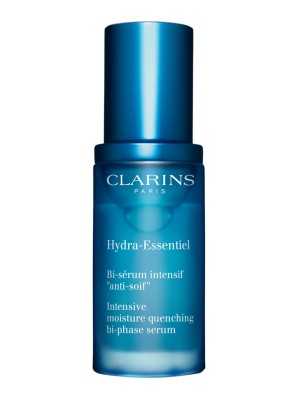 CLARINS
PARIS
Hydra-Essentiel
Bi-sérum intensif
"anti-soif"
Intensive
moisture quenching
bi-phase serum